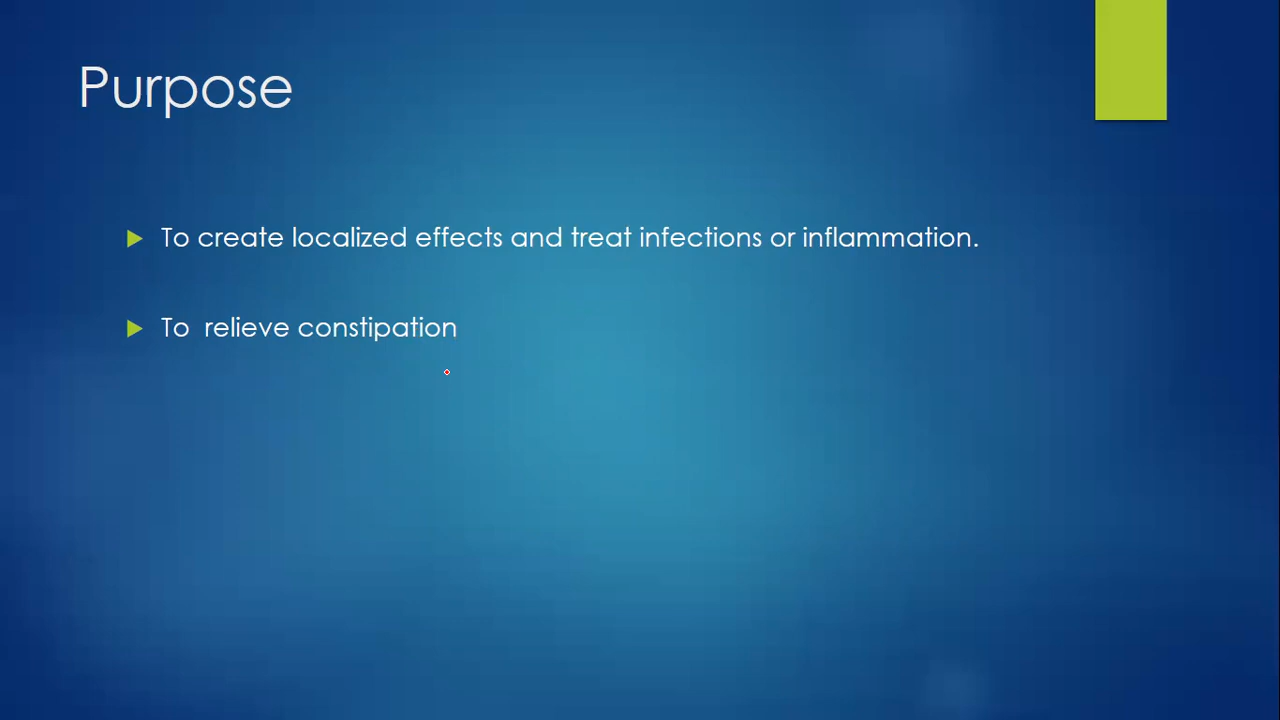 Purpose
To create localized effects and treat infections or inflammation.
To  relieve constipation